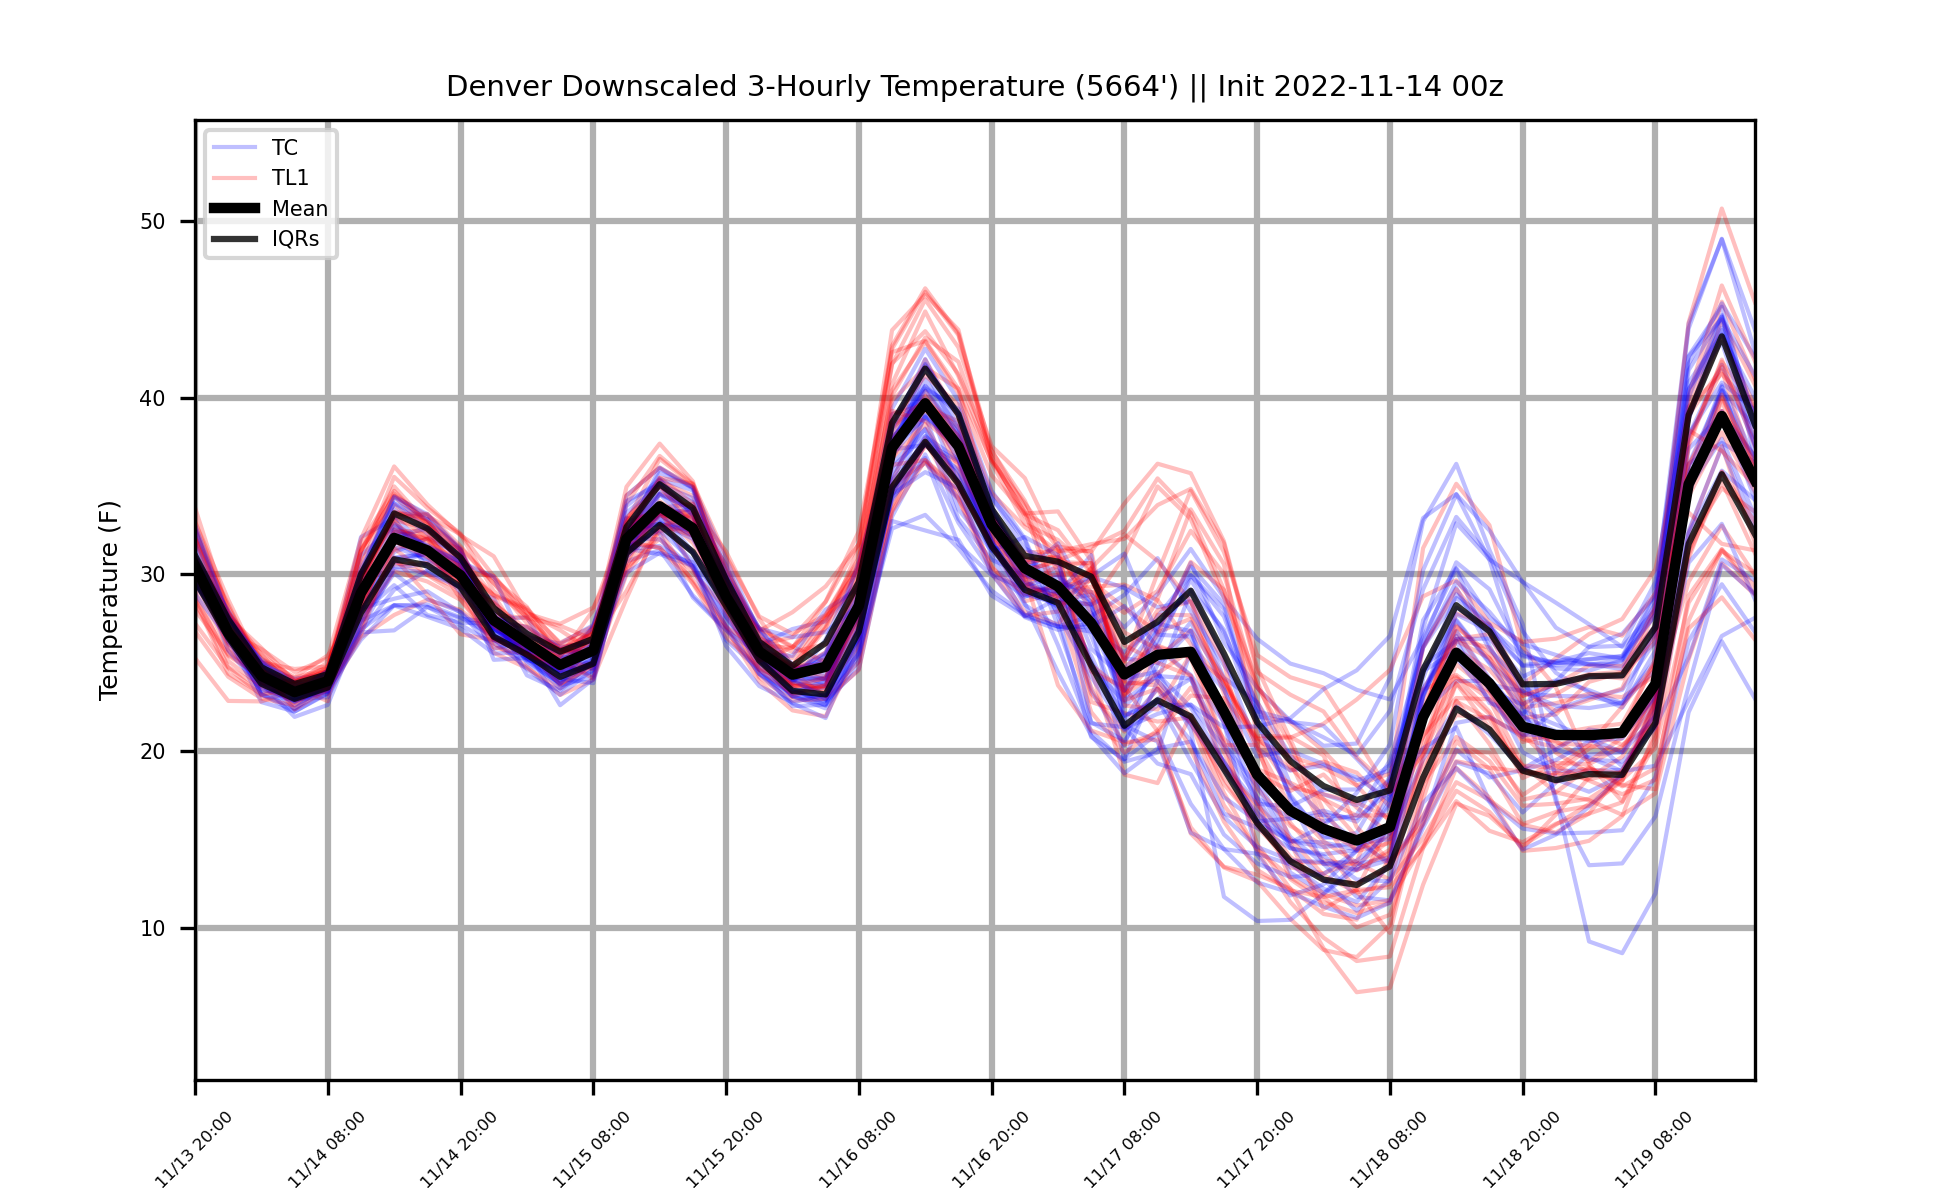 Denver Downscaled 3-Hourly Temperature (5664') || Init 2022-11-14 00z
TC
TL1
Mean
IQRs
Temperature (F)
50
40
30
20
10
11/13 20:00
11/14 08:00
11/14 20:00
11/15 08:00
11/15 20:00
11/16 08:00
11/16 20:00
11/17 08:00
11/17 20:00
11/18 08:00
11/18 20:00
11/19 08:00